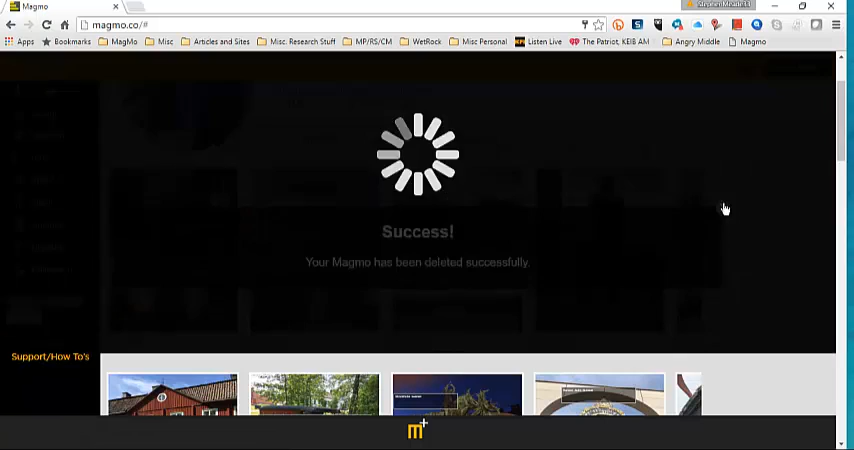 Magmo
StephenMeade33
magmo.co/#
Apps Bookmarks MagMo Misc Articles and Sites Misc. Research Stuff MP/RS/CM WetRock Misc Personal Listen Live The Patriot, KEIB AM Angry Middle Magmo
Success!
Your Magmo has been deleted successfully.
Support/How To's
m+